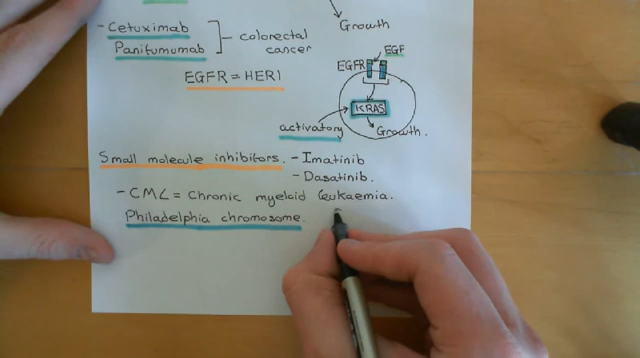 Growth
- Cetuximab
Panitumumab
colorectal
cancer
EGFR = HER1
EGF
EGFR
KRAS
activatory
Growth.
Small molecule inhibitors. - Imatinib
- Dasatinib.
- CML = Chronic myeloid leukaemia.
Philadelphia chromosome.